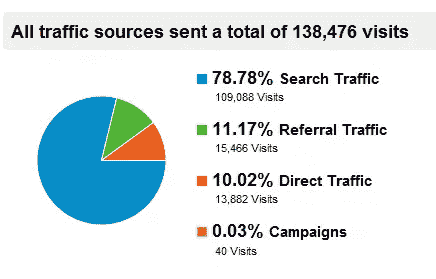 All traffic sources sent a total of 138,476 visits
78.78% Search Traffic
109,088 Visits
11.17% Referral Traffic
15,466 Visits
10.02% Direct Traffic
13,882 Visits
0.03% Campaigns
40 Visits